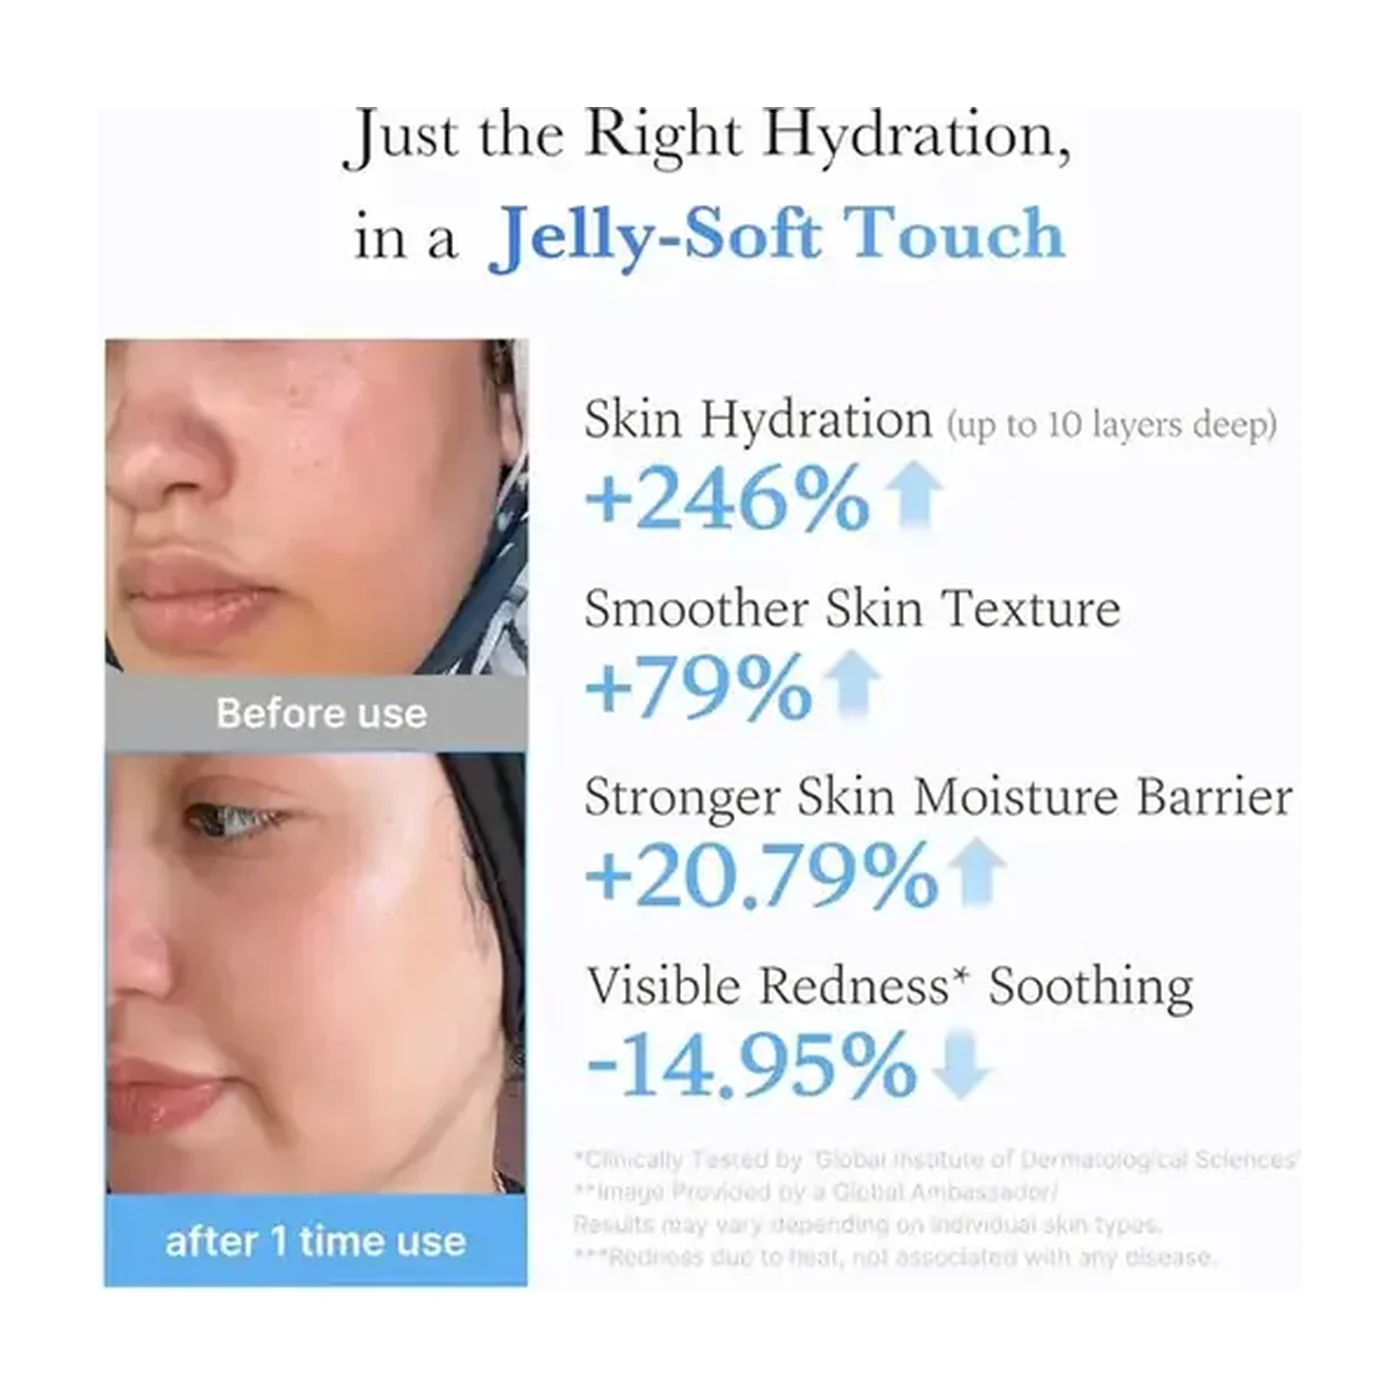 Just the Right Hydration,
in a Jelly-Soft Touch
Before use
after 1 time use
Skin Hydration (up to 10 layers deep)
+246%
Smoother Skin Texture
+79%
Stronger Skin Moisture Barrier
+20.79%
Visible Redness* Soothing
-14.95%
*Clinically Tested by 'Global Institute of Dermatological Sciences'
**Image Provided by a Global Ambassador/
Results may vary depending on individual skin types.
***Redness due to heat, not associated with any disease.